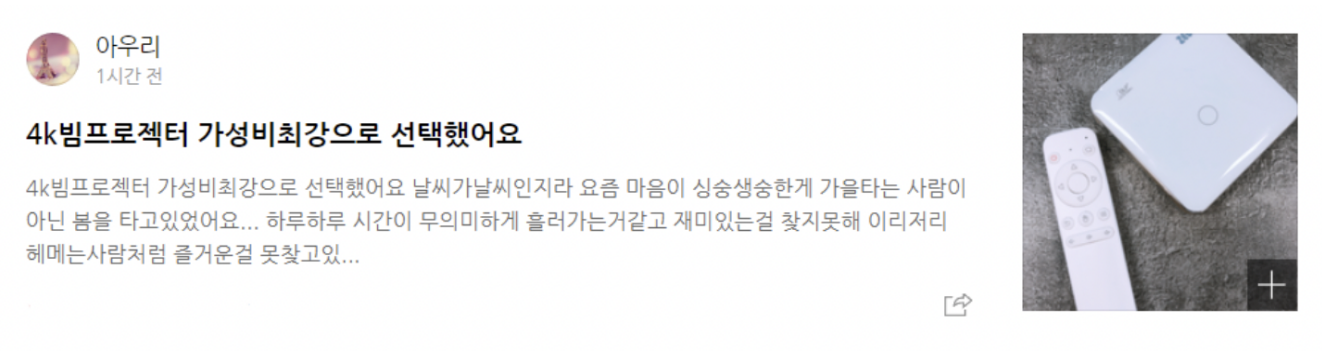 아우리
1시간 전
4k빔프로젝터 가성비최강으로 선택했어요
4k빔프로젝터 가성비최강으로 선택했어요 날씨가날씨인지라 요즘 마음이 싱숭생숭한게 가을타는 사람이
아닌 봄을 타고있었어요... 하루하루 시간이 무의미하게 흘러가는거같고 재미있는걸 찾지못해 이리저리
헤메는사람처럼 즐거운걸 못찾고있...